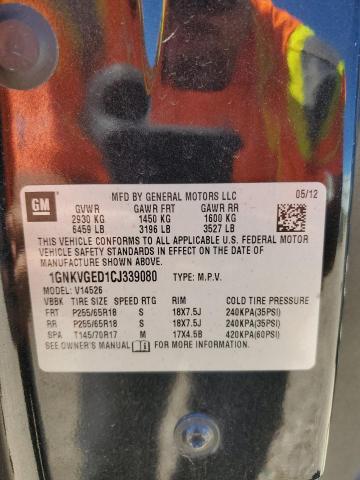 GM
MFD BY GENERAL MOTORS LLC 05/12
GVWR GAWR FRT GAWR RR
2930 KG 1450 KG 1600 KG
6459 LB 3196 LB 3527 LB
THIS VEHICLE CONFORMS TO ALL APPLICABLE U.S. FEDERAL MOTOR
VEHICLE SAFETY STANDARDS IN EFFECT ON THE DATE OF
MANUFACTURE SHOWN ABOVE.
1GNKVGED1CJ339080 TYPE: M.P.V.
MODEL: V14526
VBBK TIRE SIZE SPEED RTG RIM COLD TIRE PRESSURE
FRT P255/65R18 S 18X7.5J 240KPA(35PSI)
RR P255/65R18 S 18X7.5J 240KPA(35PSI)
SPA T145/70R17 M 17X4.5B 420KPA(60PSI)
SEE OWNER'S MANUAL FOR MORE INFORMATION